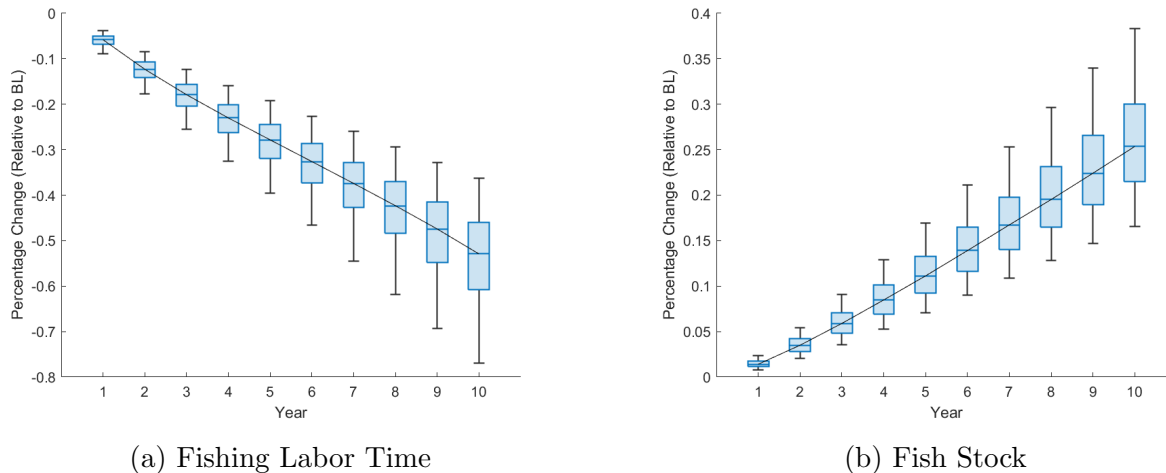 0
-0.1
-0.2
-0.3
-0.4
-0.5
-0.6
-0.7
-0.8
Percentage Change (Relative to BL)
1 2 3 4 5 6 7 8 9 10
Year
(a) Fishing Labor Time
0.4
0.35
0.3
0.25
0.2
0.15
0.1
0.05
0
Percentage Change (Relative to BL)
1 2 3 4 5 6 7 8 9 10
Year
(b) Fish Stock